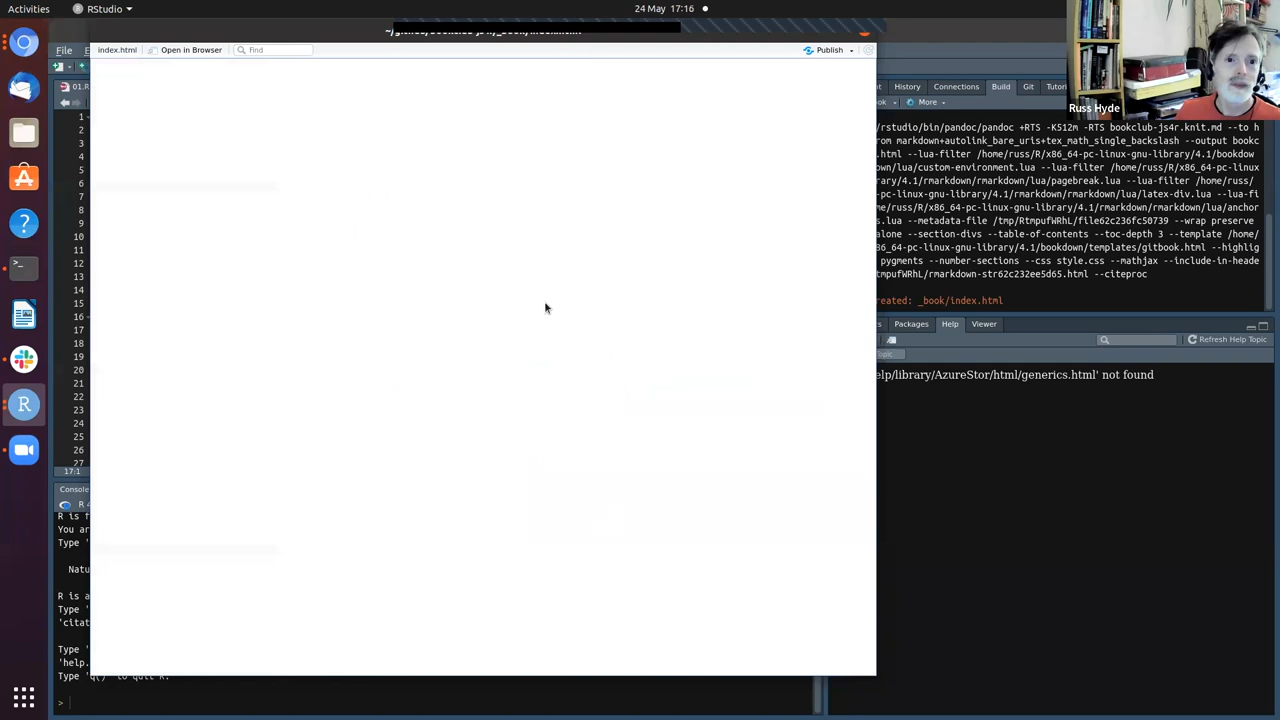 Activities
RStudio
24 May 17:16
index.html
Open in Browser
Find
Publish
File
01.R
History
Connections
Build
Git
Tutor
More
Russ Hyde
1
2
3
4
5
6
7
8
9
10
11
12
13
14
15
16
17
18
19
20
21
22
23
24
25
26
27
17:1
/rstudio/bin/pandoc/pandoc +RTS -K512m -RTS bookclub-js4r.knit.md --to h
rom markdown+autolink_bare_uris+tex_math_single_backslash --output bookc
.html --lua-filter /home/russ/R/x86_64-pc-linux-gnu-library/4.1/bookdow
down/lua/custom-environment.lua --lua-filter /home/russ/R/x86_64-pc-lin
rary/4.1/rmarkdown/rmarkdown/lua/pagebreak.lua --lua-filter /home/russ/
-pc-linux-gnu-library/4.1/rmarkdown/rmarkdown/lua/latex-div.lua --lua-fi
/home/russ/R/x86_64-pc-linux-gnu-library/4.1/rmarkdown/rmarkdown/lua/anchor
s.lua --metadata-file /tmp/RtmpufWRhL/file62c236fc50739 --wrap preserve
alone --section-divs --table-of-contents --toc-depth 3 --template /home/
86_64-pc-linux-gnu-library/4.1/bookdown/templates/gitbook.html --highlig
pygments --number-sections --css style.css --mathjax --include-in-heade
tmpufWRhL/rmarkdown-str62c232ee5d65.html --citeproc
reated: _book/index.html
Packages
Help
Viewer
Refresh Help Topic
Topic
elp/library/AzureStor/html/generics.html' not found
Console
R 4
R is f
You ar
Type '
Natu
R is a
Type '
'citat
Type '
'help.
Type 'q()' to quit R.
>